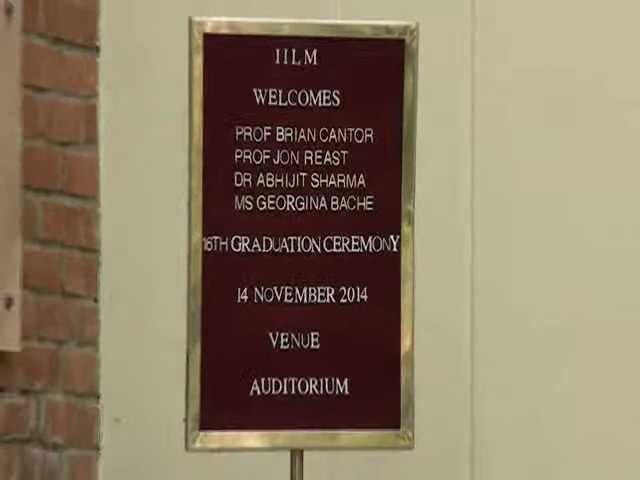 IILM
WELCOMES
PROF BRIAN CANTOR
PROF JON REAST
DR ABHIJIT SHARMA
MS GEORGINA BACHE
16TH GRADUATION CEREMONY
14 NOVEMBER 2014
VENUE
AUDITORIUM